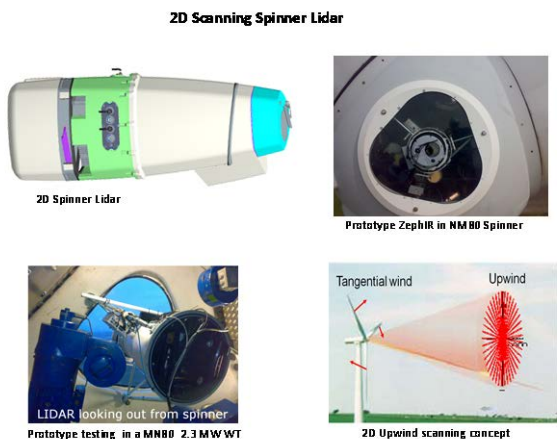 2D Scanning Spinner Lidar
2D Spinner Lidar
Prototype ZephIR in NM80 Spinner
Tangential wind
Upwind
LIDAR looking out from spinner
Prototype testing in a MN80 2.3 MW WT
2D Upwind scanning concept